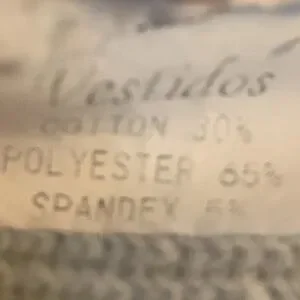 Vestidos
COTTON 30%
POLYESTER 65%
SPANDEX 5%